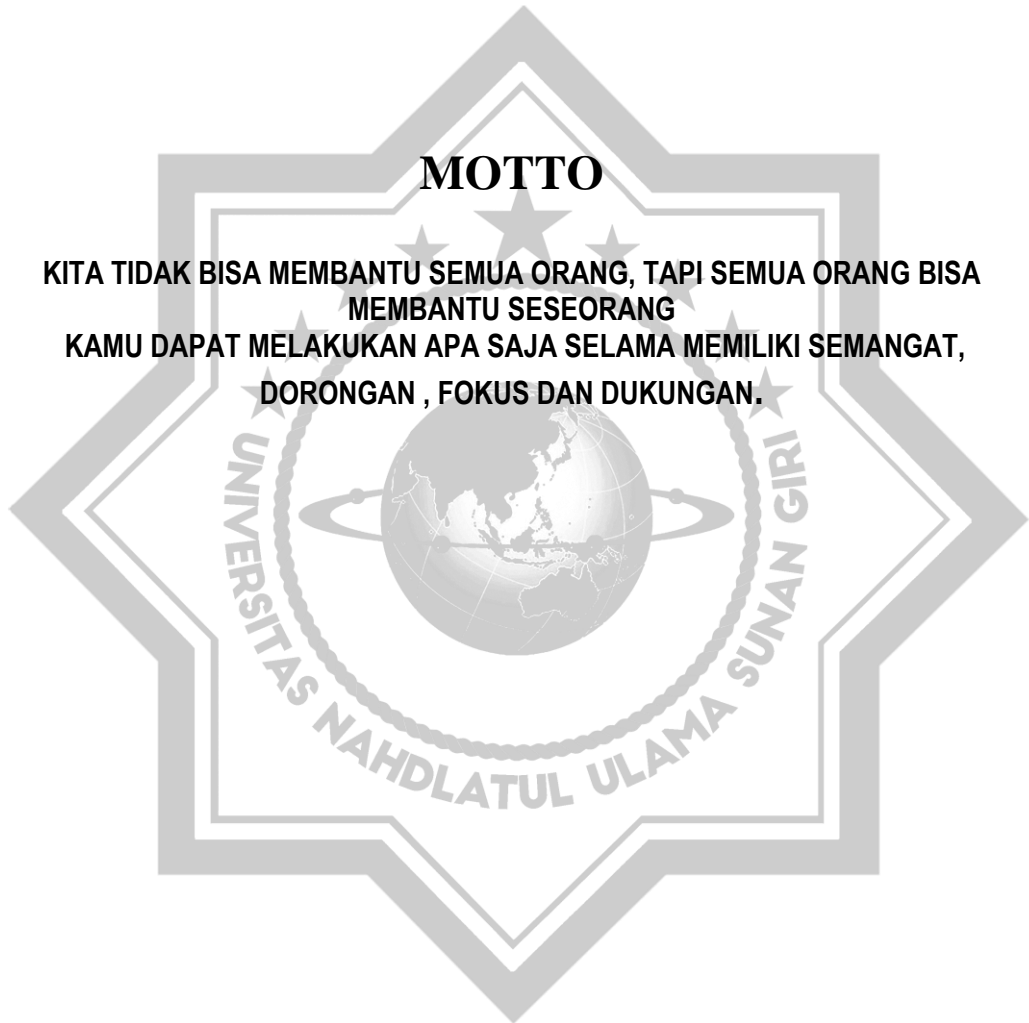 MOTTO
KITA TIDAK BISA MEMBANTU SEMUA ORANG, TAPI SEMUA ORANG BISA
MEMBANTU SESEORANG
KAMU DAPAT MELAKUKAN APA SAJA SELAMA MEMILIKI SEMANGAT,
DORONGAN , FOKUS DAN DUKUNGAN.
UNIVERSITAS NAHDLATUL ULAMA SUNAN GIRI